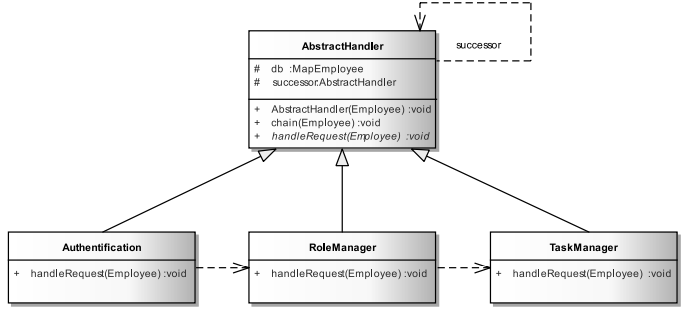 AbstractHandler
successor
# db :MapEmployee
# successor:AbstractHandler
+ AbstractHandler(Employee) :void
+ chain(Employee) :void
+ handleRequest(Employee) :void
Authentification
+ handleRequest(Employee) :void
RoleManager
+ handleRequest(Employee) :void
TaskManager
+ handleRequest(Employee) :void